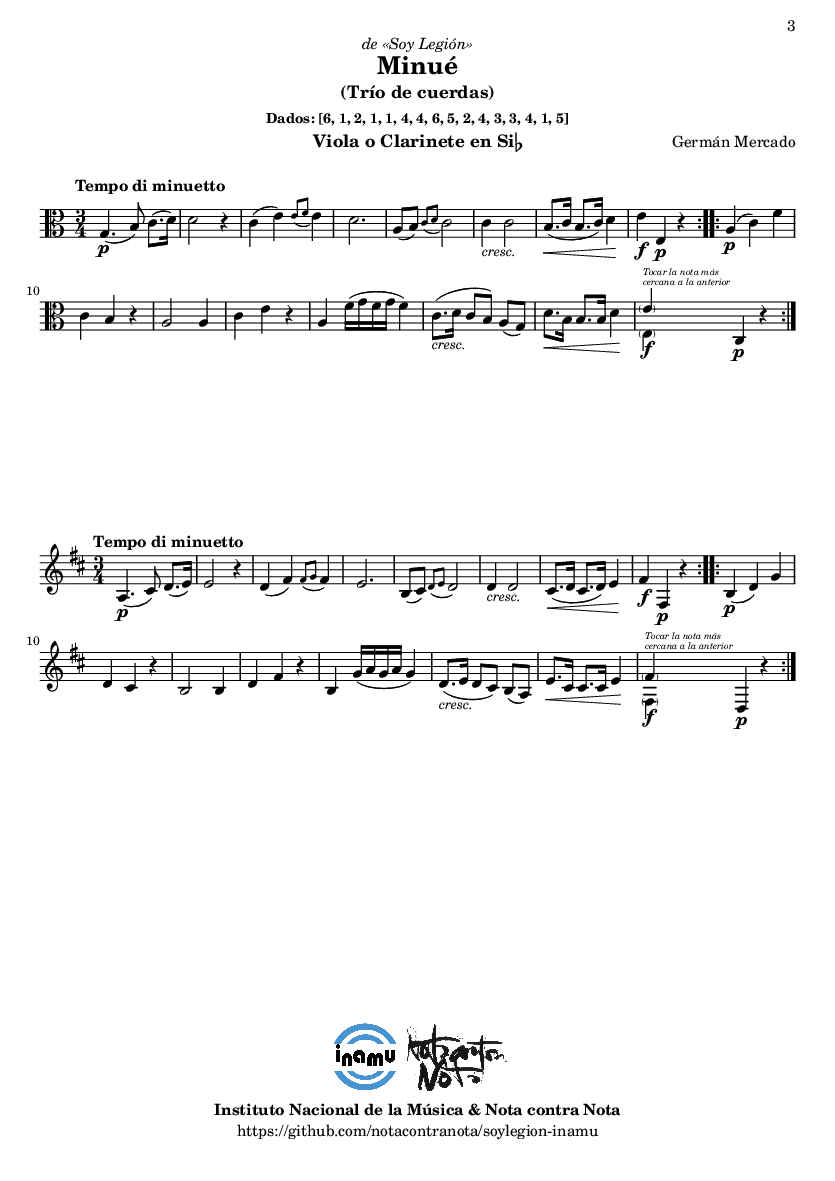 3
de «Soy Legión»
Minué
(Trío de cuerdas)
Dados: [6, 1, 2, 1, 1, 4, 4, 6, 5, 2, 4, 3, 3, 4, 1, 5]
Viola o Clarinete en Si♭
Germán Mercado
Tempo di minuetto
3
4
p
cresc.
f
p
p
10
Tocar la nota más
cercana a la anterior
cresc.
f
p
Tempo di minuetto
3
4
p
cresc.
f
p
p
10
Tocar la nota más
cercana a la anterior
cresc.
f
p
inamu
Nota contra
Nota
Instituto Nacional de la Música & Nota contra Nota
https://github.com/notacontranota/soylegion-inamu